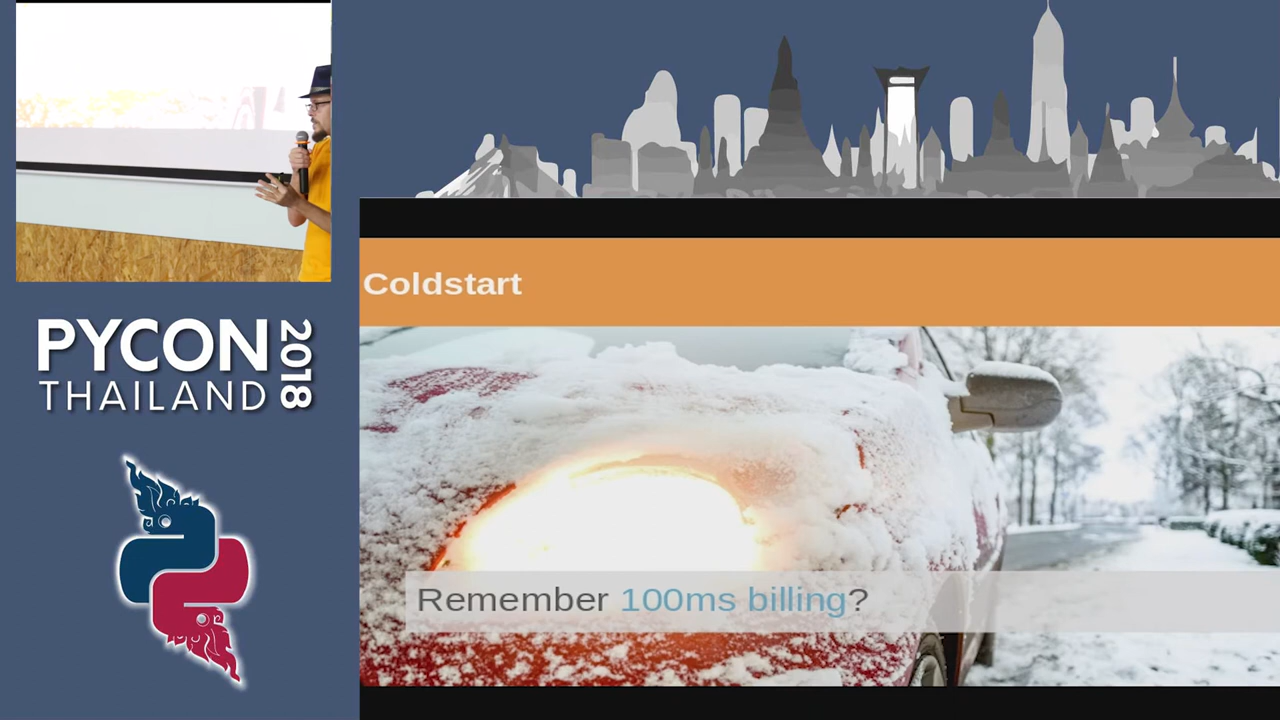 PYCON
THAILAND
2018
Coldstart
Remember 100ms billing?